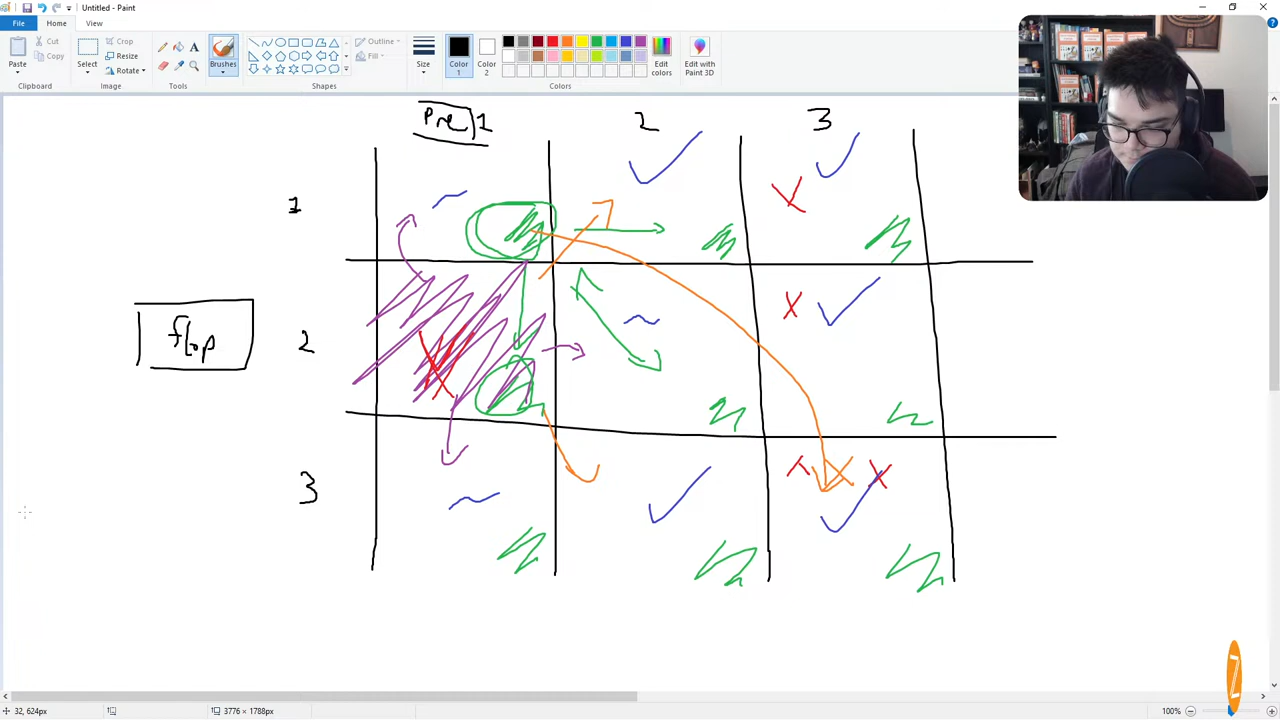 Untitled - Paint
File Home View
Paste Cut Copy Clipboard
Select Crop Resize Rotate Image
Tools
Brushes
Outline Fill Shapes
Size
Color 1 Color 2
Edit colors
Colors
Edit with Paint 3D
Pre 1 2 3
1
flop 2
3
Z
32, 624px
3776 × 1788px
100%